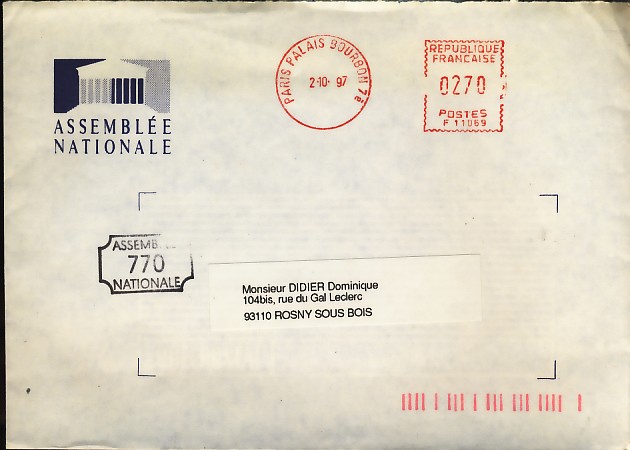 PARIS PALAIS BOURBON 7è
2-10- 97
REPUBLIQUE
FRANCAISE
0270
POSTES
F 11069
ASSEMBLÉE
NATIONALE
770
NATIONALE
Monsieur DIDIER Dominique
104bis, rue du Gal Leclerc
93110 ROSNY SOUS BOIS